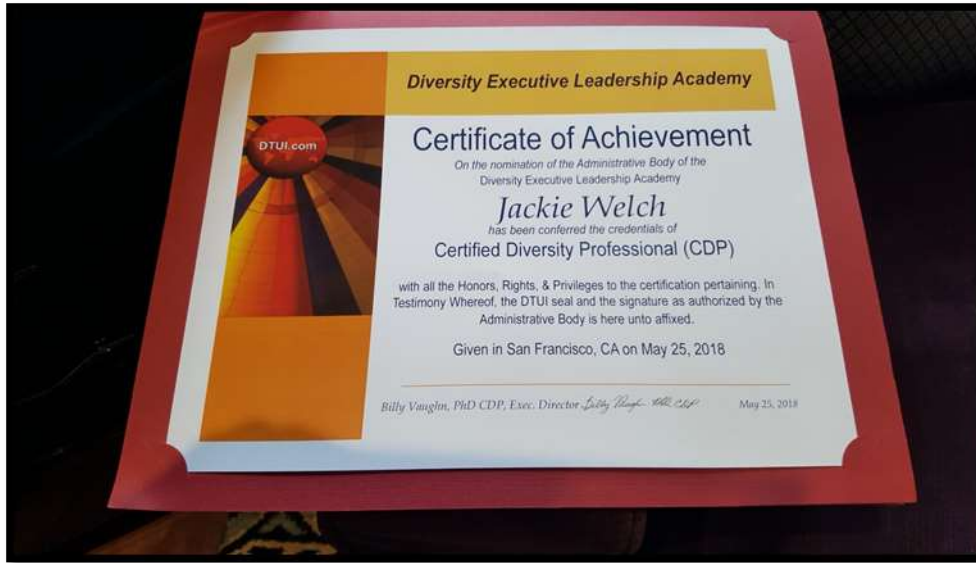 Diversity Executive Leadership Academy
DTUI.com
Certificate of Achievement
On the nomination of the Administrative Body of the
Diversity Executive Leadership Academy
Jackie Welch
has been conferred the credentials of
Certified Diversity Professional (CDP)
with all the Honors, Rights, & Privileges to the certification pertaining. In
Testimony Whereof, the DTUI seal and the signature as authorized by the
Administrative Body is here unto affixed.
Given in San Francisco, CA on May 25, 2018
Billy Vaughn, PhD CDP, Exec. Director Billy Vaughn PhD CDP May 25, 2018